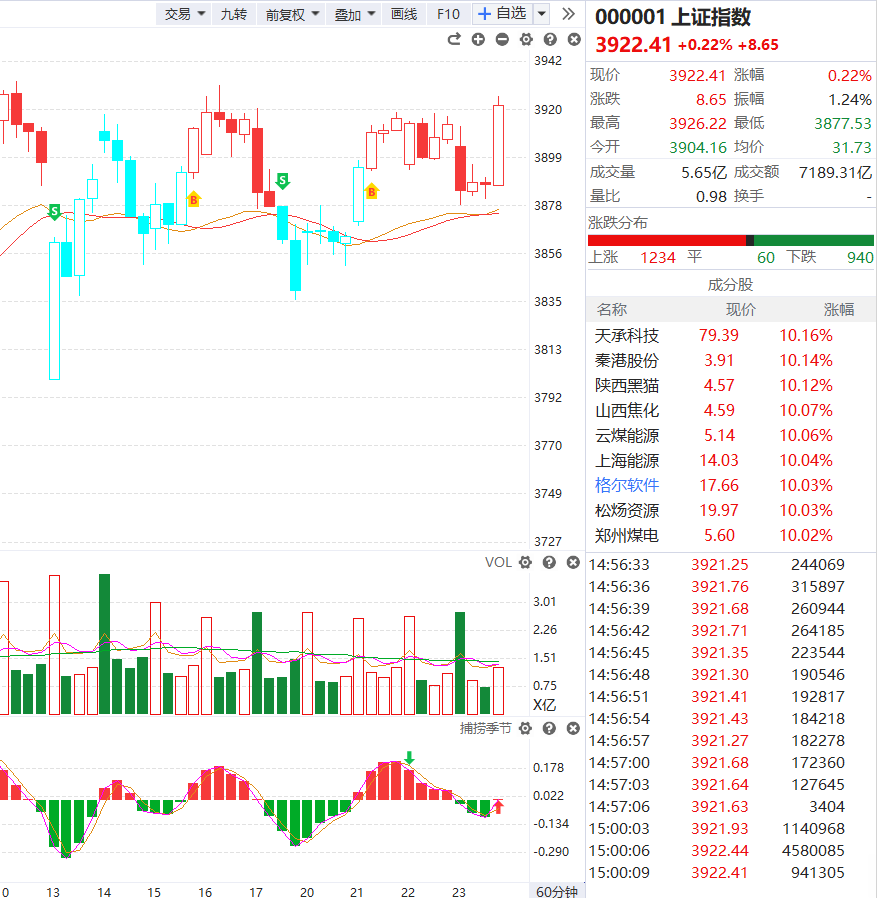 交易 九转 前复权 叠加 画线 F10 + 自选
000001 上证指数
3922.41 +0.22% +8.65
现价 3922.41 涨幅 0.22%
涨跌 8.65 振幅 1.24%
最高 3926.22 最低 3877.53
今开 3904.16 均价 31.73
成交量 5.65亿 成交额 7189.31亿
量比 0.98 换手 -
涨跌分布
上涨 1234 平 60 下跌 940
成分股
名称 现价 涨幅
天承科技 79.39 10.16%
秦港股份 3.91 10.14%
陕西黑猫 4.57 10.12%
山西焦化 4.59 10.07%
云煤能源 5.14 10.06%
上海能源 14.03 10.04%
格尔软件 17.66 10.03%
松炀资源 19.97 10.03%
郑州煤电 5.60 10.02%
14:56:33 3921.25 244069
14:56:36 3921.76 315897
14:56:39 3921.68 260944
14:56:42 3921.71 264185
14:56:45 3921.35 223544
14:56:48 3921.30 190546
14:56:51 3921.41 192817
14:56:54 3921.43 184218
14:56:57 3921.27 182278
14:57:00 3921.68 172360
14:57:03 3921.64 127645
14:57:06 3921.63 3404
15:00:03 3921.93 1140968
15:00:06 3922.44 4580085
15:00:09 3922.41 941305
3942
3920
3899
3878
3856
3835
3813
3792
3770
3749
3727
S
B
S
B
VOL
3.01
2.26
1.51
0.75
X亿
捕捞季节
0.178
0.022
-0.134
-0.290
0 13 14 15 16 17 20 21 22 23 60分钟